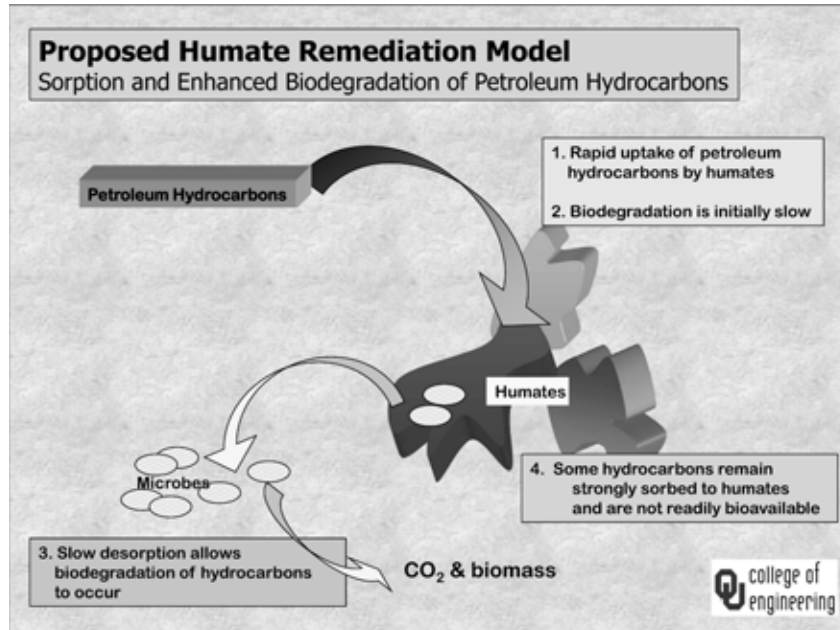 Proposed Humate Remediation Model
Sorption and Enhanced Biodegradation of Petroleum Hydrocarbons
Petroleum Hydrocarbons
1. Rapid uptake of petroleum
hydrocarbons by humates
2. Biodegradation is initially slow
Humates
Microbes
4. Some hydrocarbons remain
strongly sorbed to humates
and are not readily bioavailable
3. Slow desorption allows
biodegradation of hydrocarbons
to occur
CO₂ & biomass
OU college of
engineering